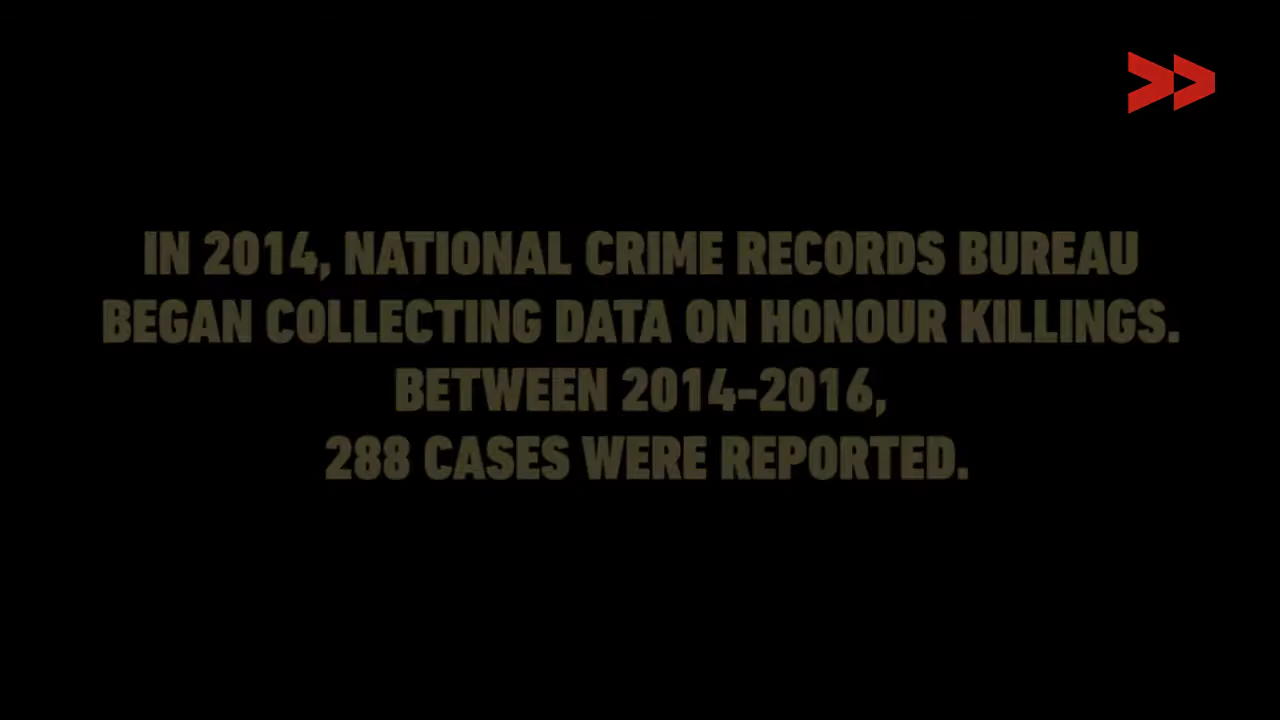 IN 2014, NATIONAL CRIME RECORDS BUREAU
BEGAN COLLECTING DATA ON HONOUR KILLINGS.
BETWEEN 2014-2016,
288 CASES WERE REPORTED.